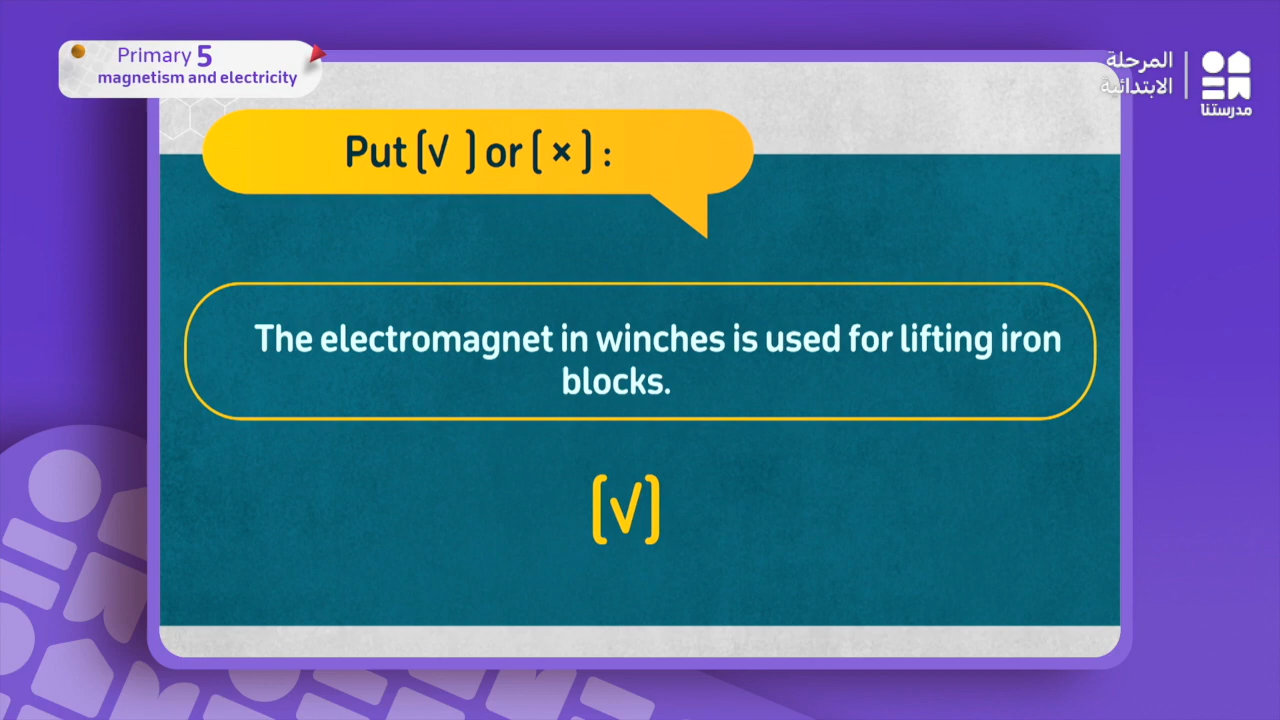 Primary 5
magnetism and electricity
المرحلة
الابتدائية
مدرستنا
Put (√ ) or ( × ) :
The electromagnet in winches is used for lifting iron
blocks.
(√)